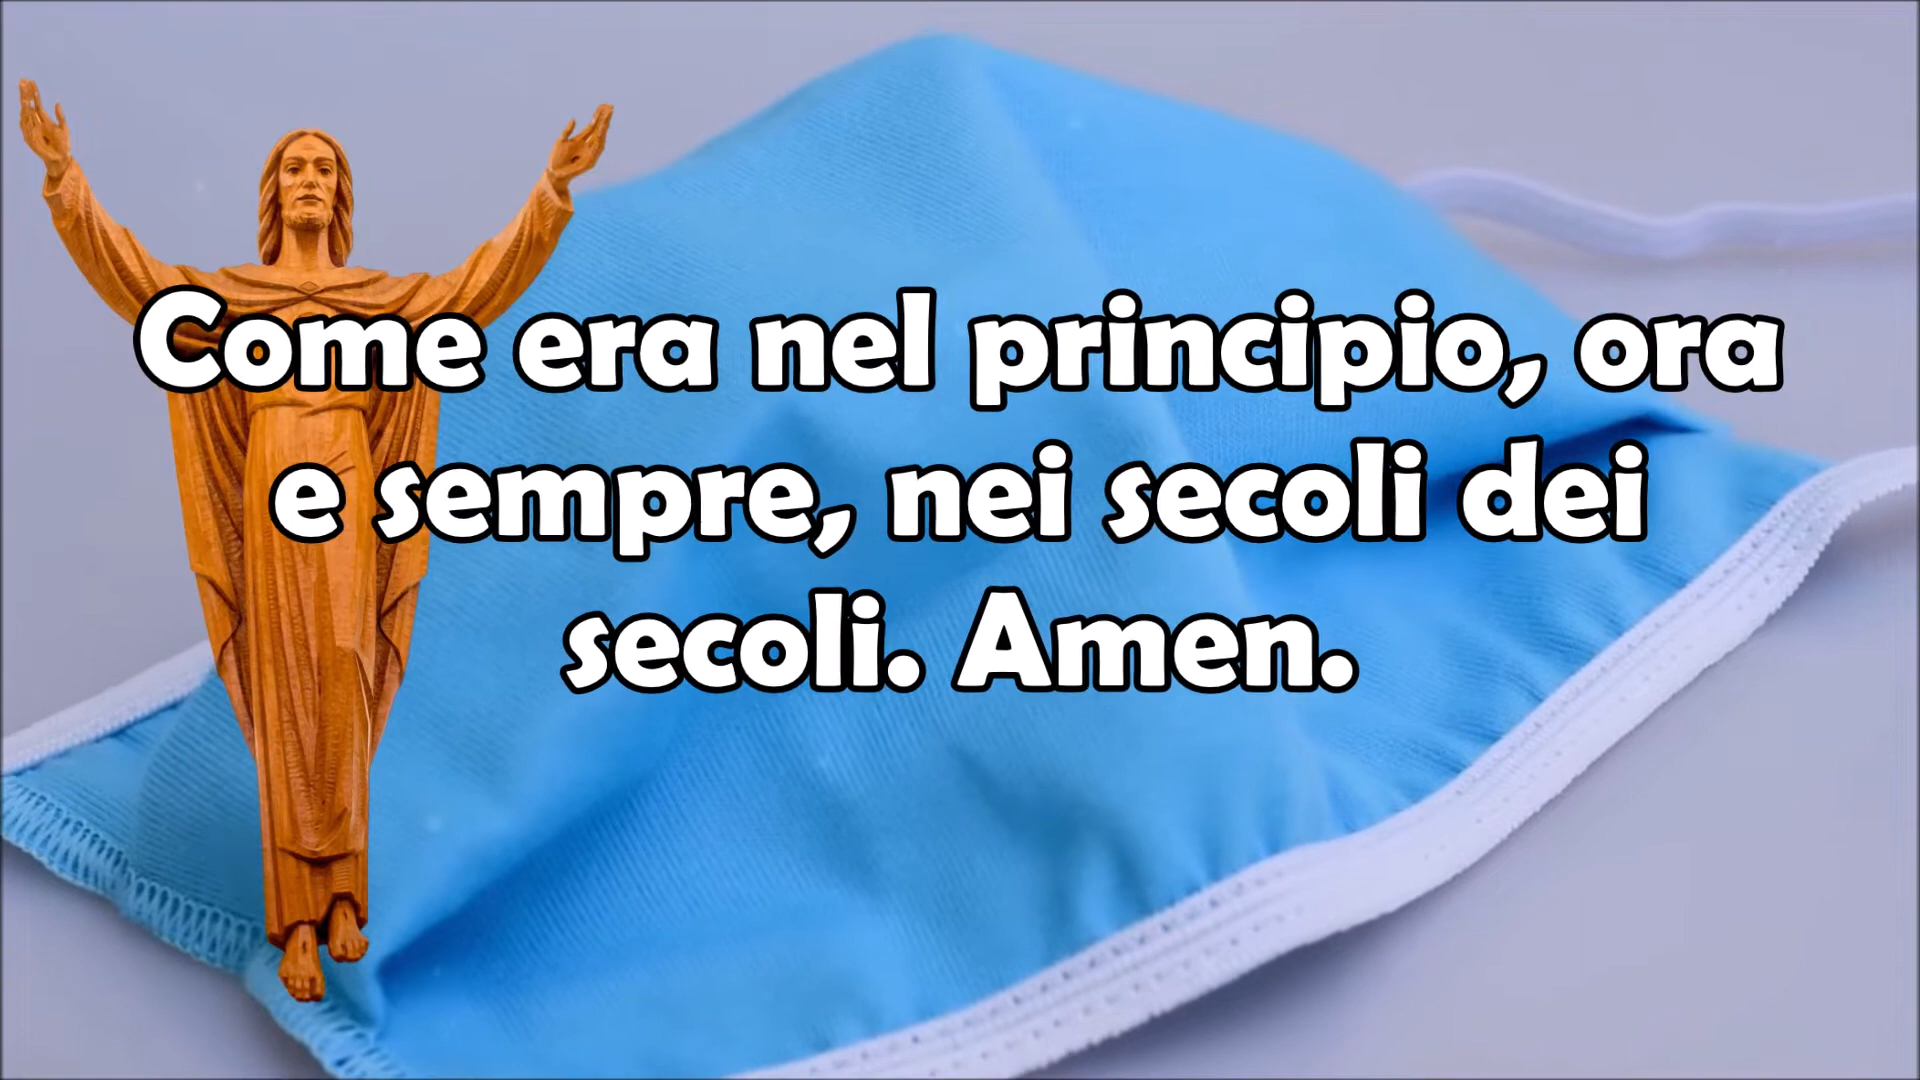 Come era nel principio, ora
e sempre, nei secoli dei
secoli. Amen.